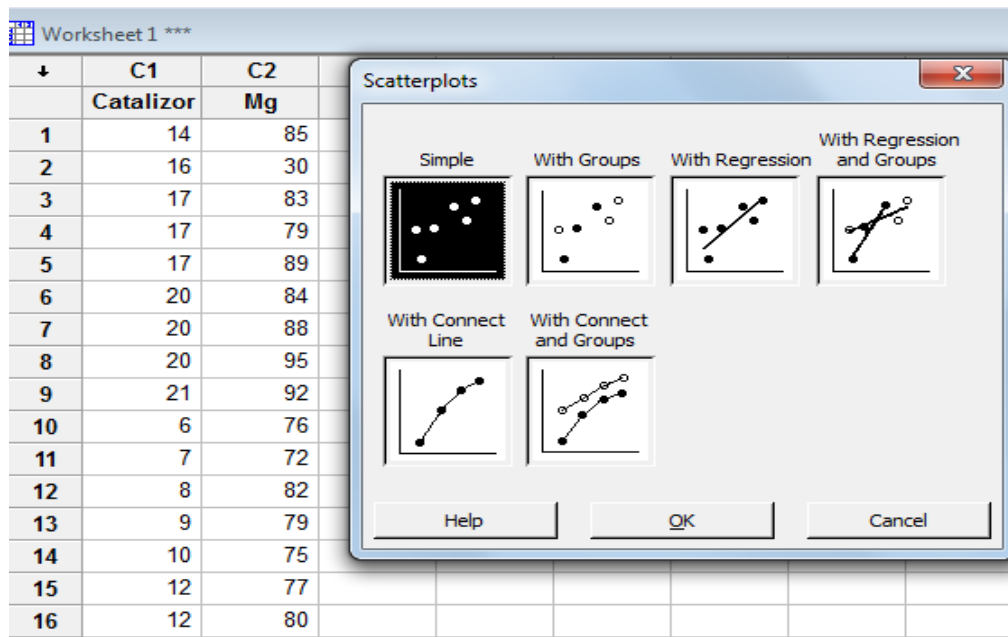 Worksheet 1 ***
↓ C1 C2
Catalizor Mg
1 14 85
2 16 30
3 17 83
4 17 79
5 17 89
6 20 84
7 20 88
8 20 95
9 21 92
10 6 76
11 7 72
12 8 82
13 9 79
14 10 75
15 12 77
16 12 80
Scatterplots
Simple
With Groups
With Regression
With Regression
and Groups
With Connect
Line
With Connect
and Groups
Help
OK
Cancel